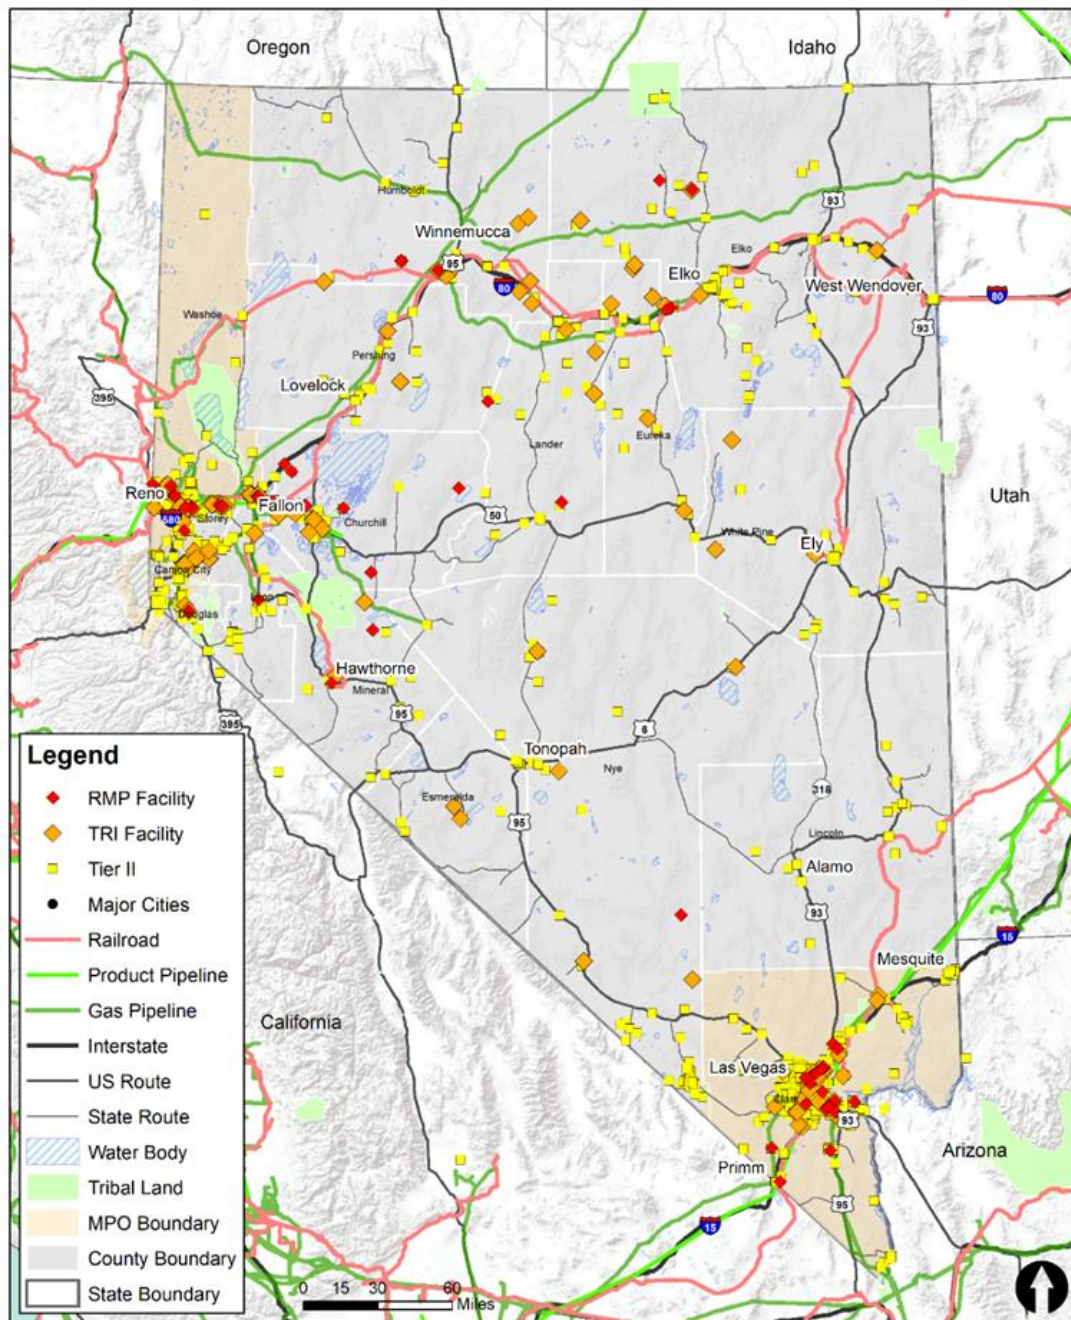 Oregon
Idaho
Humboldt
93
Winnemucca
95
Elko
Elko
80
West Wendover
80
93
Washoe
Pershing
Lovelock
395
Lander
Eureka
Utah
Reno
580
Storey
Fallon
Churchill
50
White Pine
Ely
Carson City
Douglas
Lyon
Hawthorne
Mineral
95
395
6
Tonopah
Nye
Esmeralda
95
318
Lincoln
Alamo
93
15
Mesquite
California
Las Vegas
Clark
93
Arizona
Primm
95
15
Legend
RMP Facility
TRI Facility
Tier II
Major Cities
Railroad
Product Pipeline
Gas Pipeline
Interstate
US Route
State Route
Water Body
Tribal Land
MPO Boundary
County Boundary
State Boundary
0 15 30 60
Miles